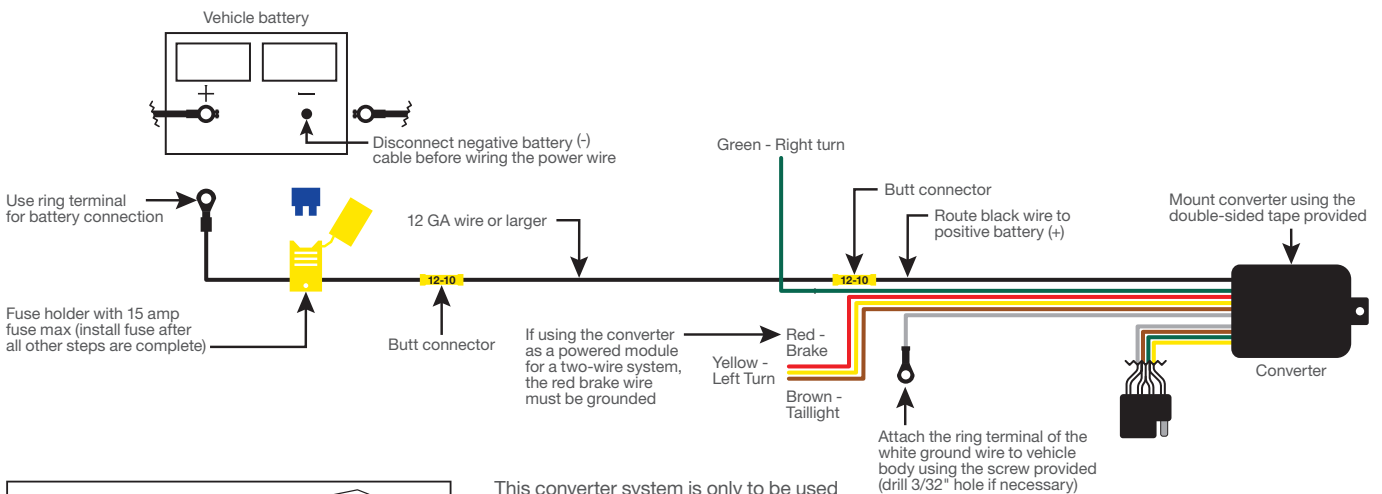 Vehicle battery
+
−
Disconnect negative battery (-)
cable before wiring the power wire
Use ring terminal
for battery connection
12 GA wire or larger
Green - Right turn
Butt connector
Route black wire to
positive battery (+)
Mount converter using the
double-sided tape provided
12-10
12-10
Fuse holder with 15 amp
fuse max (install fuse after
all other steps are complete)
Butt connector
If using the converter
as a powered module
for a two-wire system,
the red brake wire
must be grounded
Red -
Brake
Yellow -
Left Turn
Brown -
Taillight
Converter
Attach the ring terminal of the
white ground wire to vehicle
body using the screw provided
(drill 3/32" hole if necessary)
This converter system is only to be used